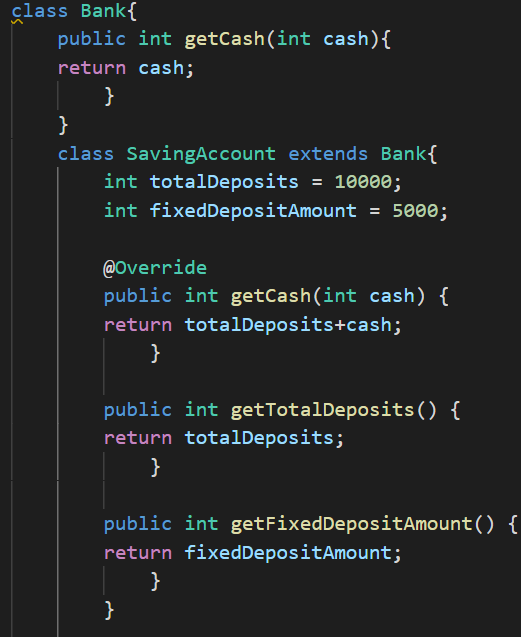 class Bank{
public int getCash(int cash){
return cash;
}
}
class SavingAccount extends Bank{
int totalDeposits = 10000;
int fixedDepositAmount = 5000;
@Override
public int getCash(int cash) {
return totalDeposits+cash;
}
public int getTotalDeposits() {
return totalDeposits;
}
public int getFixedDepositAmount() {
return fixedDepositAmount;
}
}